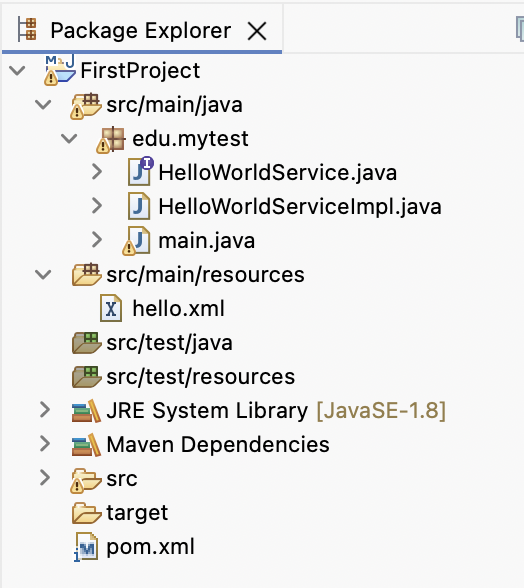 Package Explorer
FirstProject
src/main/java
edu.mytest
HelloWorldService.java
HelloWorldServiceImpl.java
main.java
src/main/resources
hello.xml
src/test/java
src/test/resources
JRE System Library [JavaSE-1.8]
Maven Dependencies
src
target
pom.xml